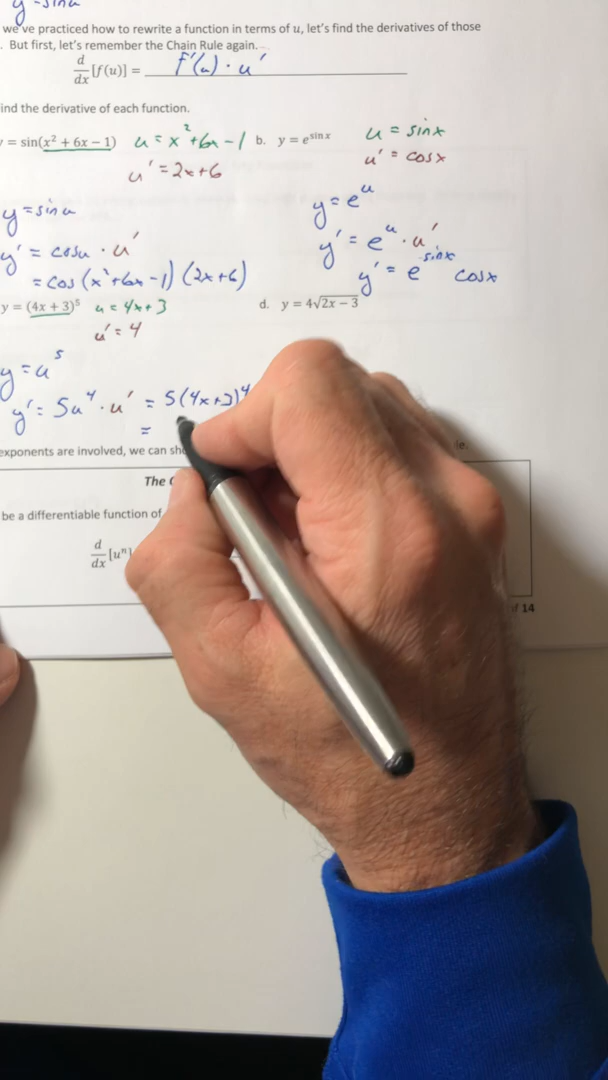 y = sin u
we've practiced how to rewrite a function in terms of u, let's find the derivatives of those
. But first, let's remember the Chain Rule again.
d/dx [f(u)] = f'(u) · u'
ind the derivative of each function.
y = sin(x² + 6x − 1) u = x² + 6x − 1 b. y = e^{sin x} u = sin x
u' = 2x + 6 u' = cos x
y = sin u y = e^u
y' = cos u · u' y' = e^u · u'
= cos (x² + 6x − 1) (2x + 6) y' = e^{sin x} cos x
y = (4x + 3)⁵ u = 4x + 3 d. y = 4√(2x − 3)
u' = 4
y = u⁵
y' = 5u⁴ · u' = 5(4x + 3)⁴
=
exponents are involved, we can le.
The
be a differentiable function of
d/dx [uⁿ]
of 14